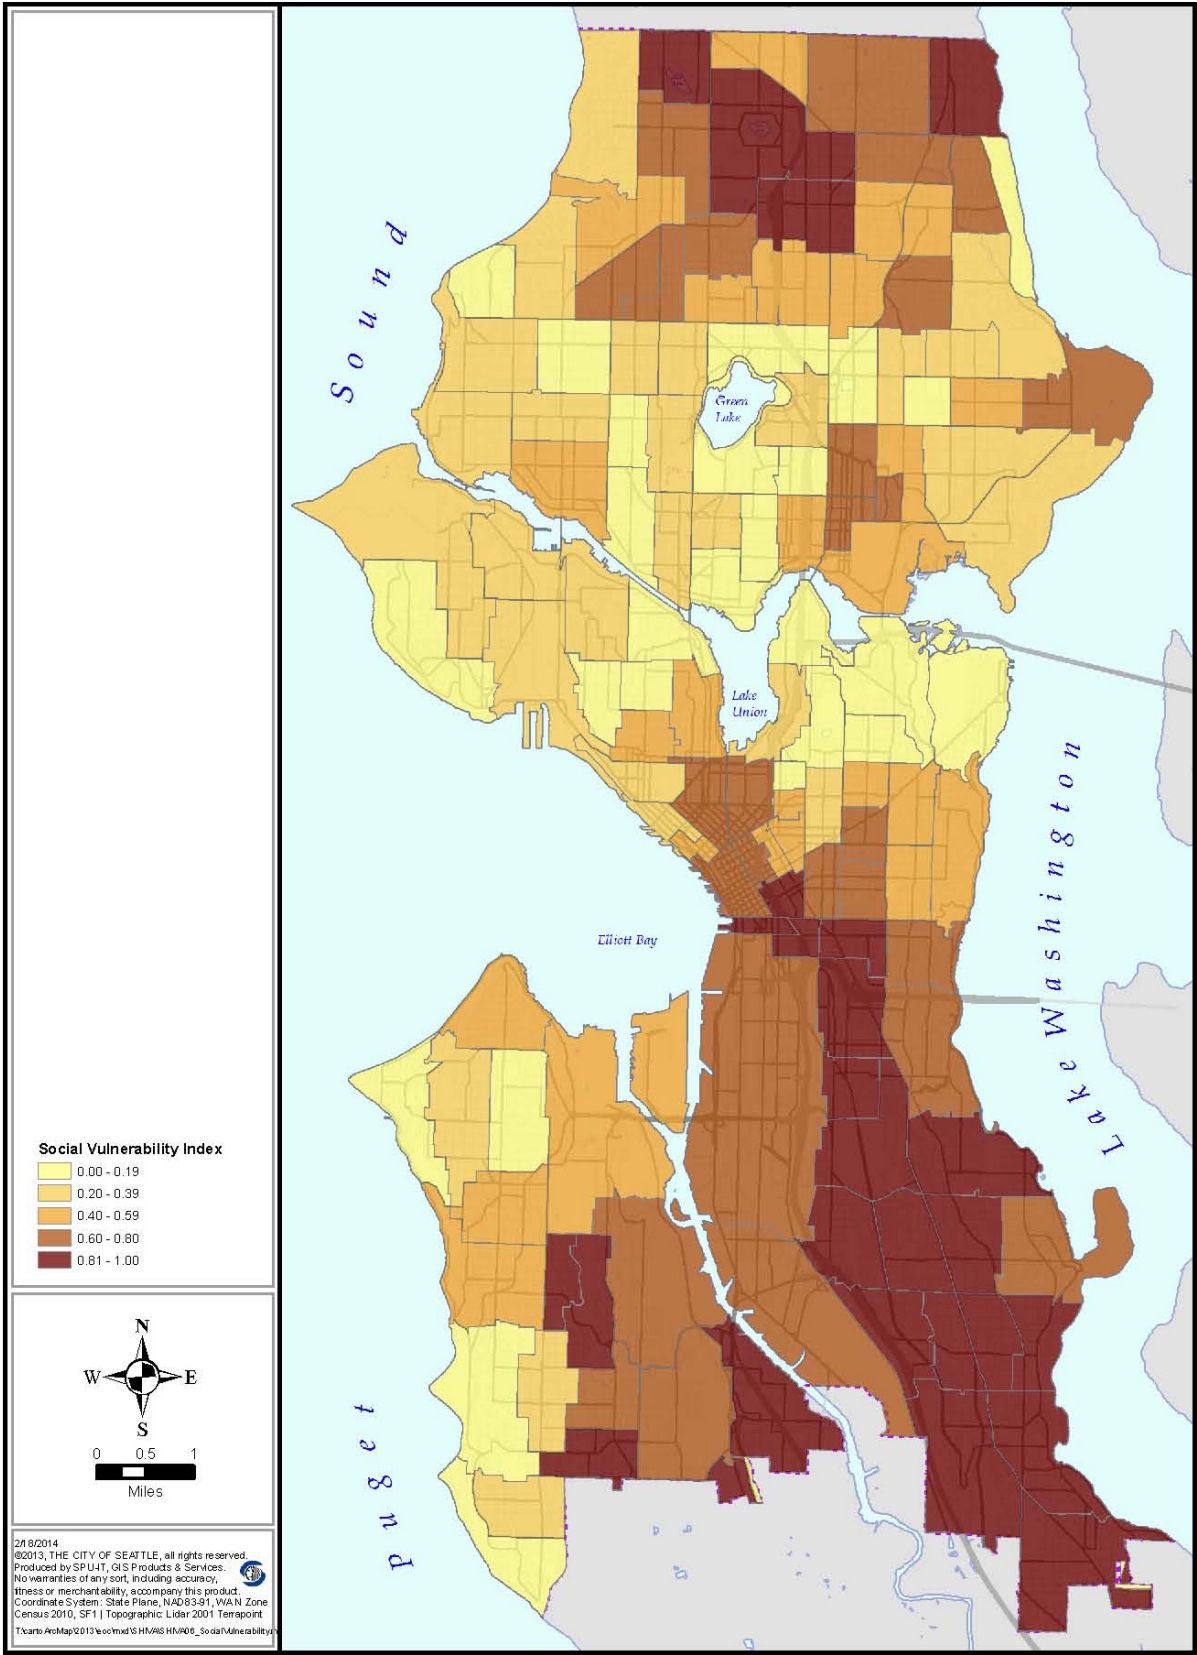 Sound
Green
Lake
Lake
Union
Lake Washington
Elliott Bay
Puget
Social Vulnerability Index
0.00 - 0.19
0.20 - 0.39
0.40 - 0.59
0.60 - 0.80
0.81 - 1.00
N
W E
S
0 0.5 1
Miles
2/18/2014
©2013, THE CITY OF SEATTLE, all rights reserved.
Produced by SPU-IT, GIS Products & Services.
No warranties of any sort, including accuracy,
fitness or merchantability, accompany this product.
Coordinate System: State Plane, NAD83-91, WA N Zone
Census 2010, SF1 | Topographic: Lidar 2001 Terrapoint